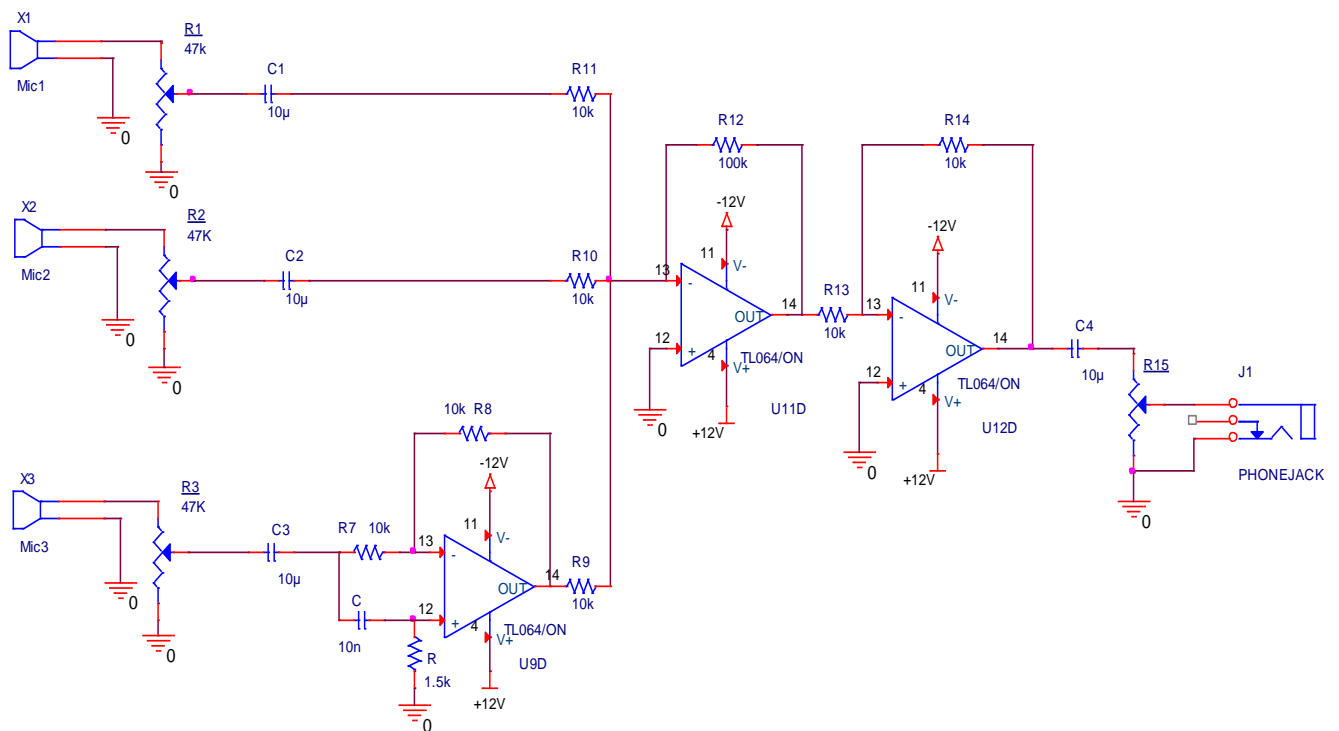 X1
Mic1
R1
47k
0
0
C1
10µ
R11
10k
X2
Mic2
R2
47K
0
0
C2
10µ
R10
10k
R12
100k
-12V
11
V-
13
-
12
+
OUT
14
4
V+
TL064/ON
U11D
+12V
0
R13
10k
R14
10k
-12V
11
V-
13
-
12
+
OUT
14
4
V+
TL064/ON
U12D
+12V
0
C4
10µ
R15
J1
PHONEJACK
0
X3
Mic3
R3
47K
0
0
C3
10µ
R7 10k
10k R8
-12V
11
V-
13
-
12
+
OUT
14
4
V+
TL064/ON
U9D
+12V
C
10n
R
1.5k
0
R9
10k